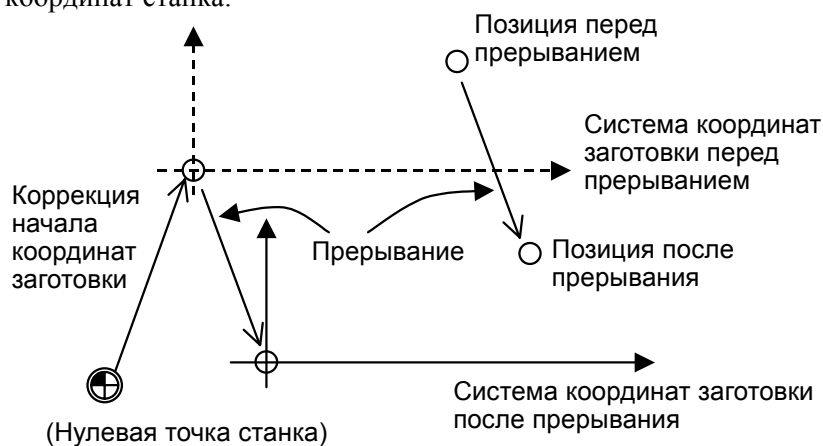 координат станка.
Позиция перед
прерыванием
Система координат
заготовки перед
прерыванием
Коррекция
начала
координат
заготовки
Прерывание
Позиция после
прерывания
Система координат заготовки
после прерывания
(Нулевая точка станка)